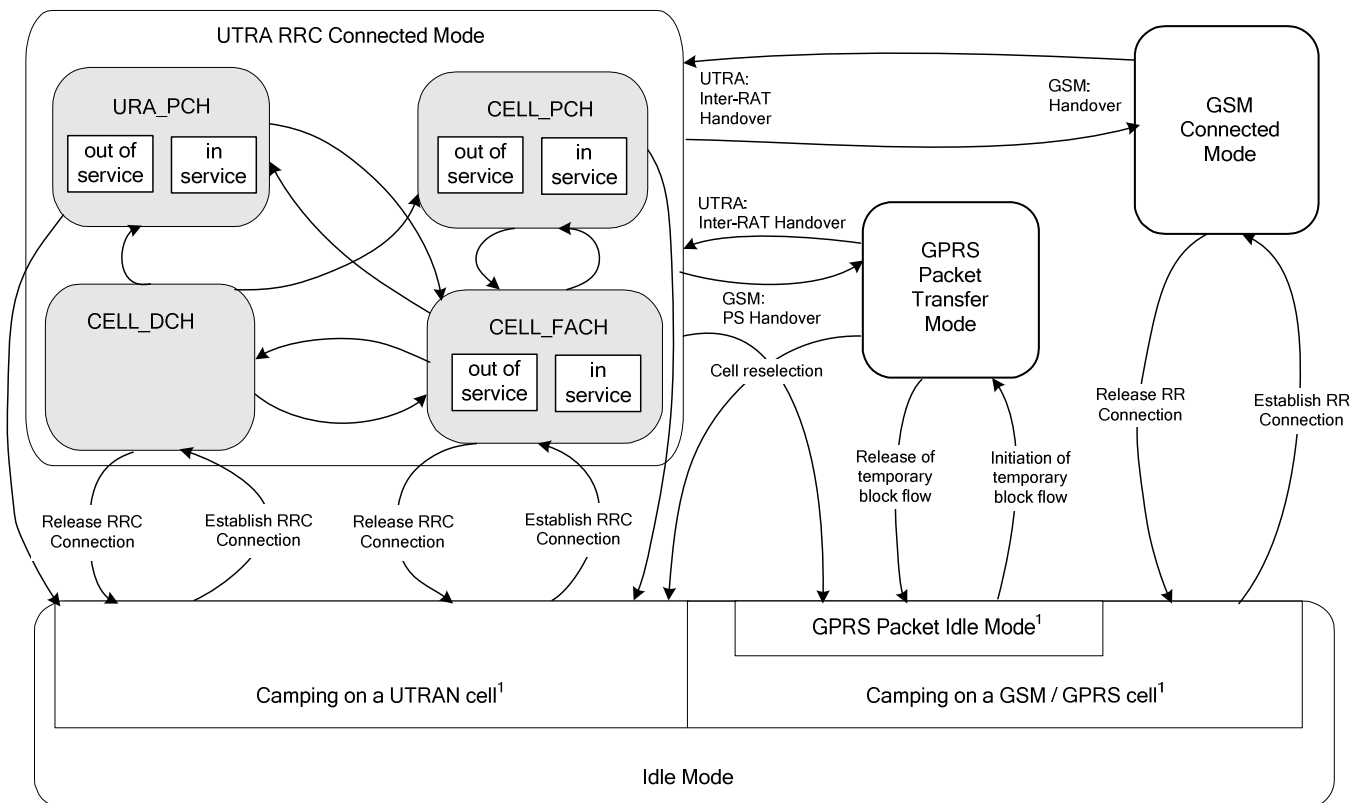 UTRA RRC Connected Mode
URA_PCH
out of
service
in
service
CELL_PCH
out of
service
in
service
CELL_DCH
CELL_FACH
out of
service
in
service
UTRA:
Inter-RAT
Handover
GSM:
Handover
GSM
Connected
Mode
UTRA:
Inter-RAT Handover
GSM:
PS Handover
GPRS
Packet
Transfer
Mode
Cell reselection
Release RR
Connection
Establish RR
Connection
Release of
temporary
block flow
Initiation of
temporary
block flow
Release RRC
Connection
Establish RRC
Connection
Release RRC
Connection
Establish RRC
Connection
GPRS Packet Idle Mode¹
Camping on a UTRAN cell¹
Camping on a GSM / GPRS cell¹
Idle Mode